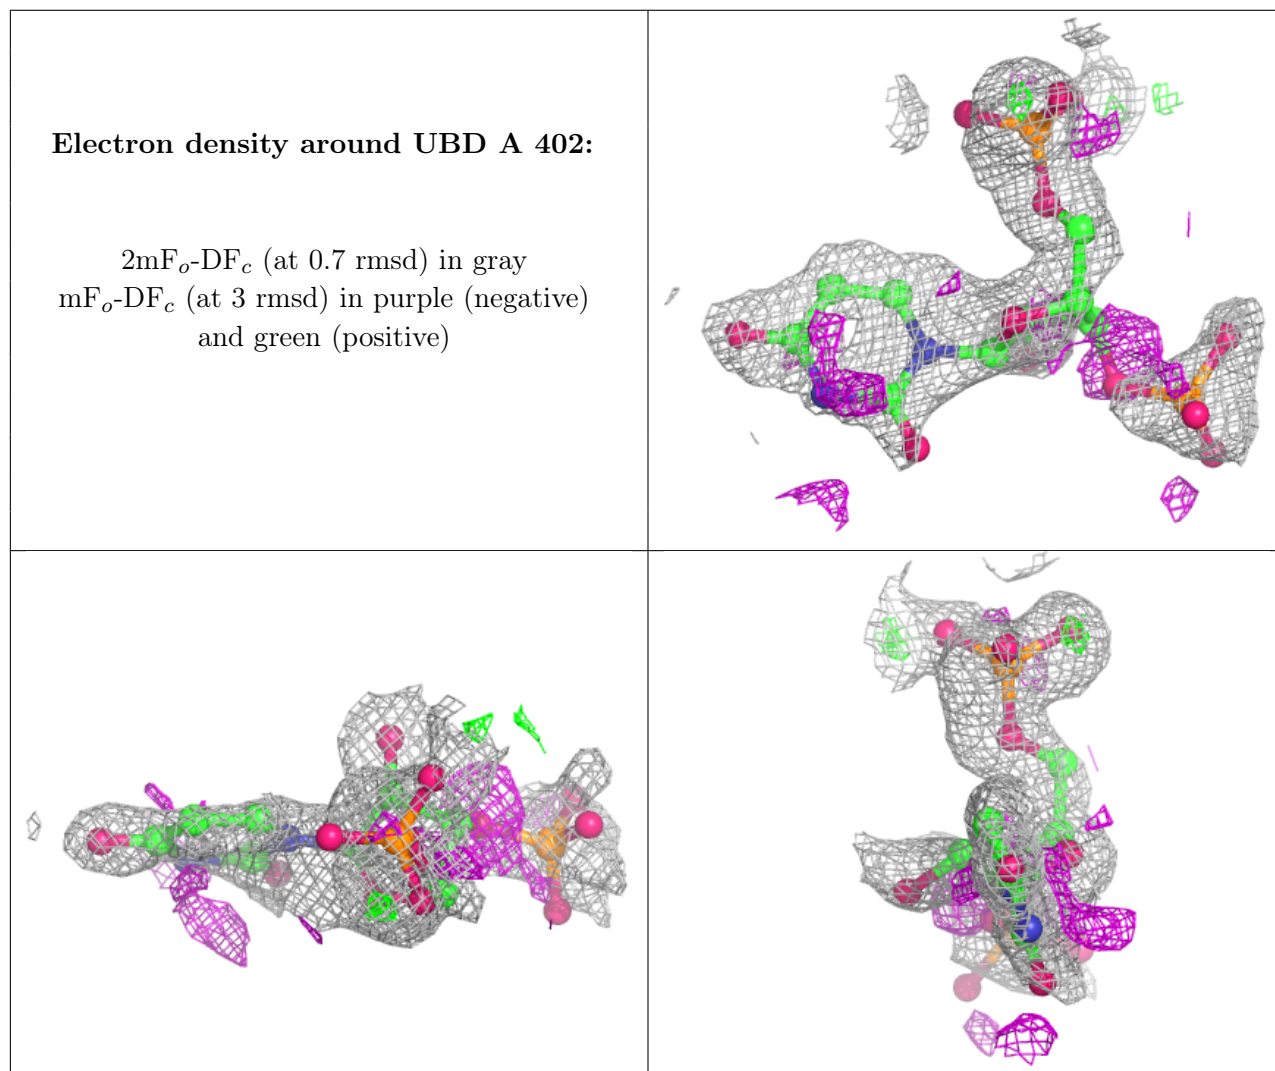 Electron density around UBD A 402:
2mFo-DFc (at 0.7 rmsd) in gray
mFo-DFc (at 3 rmsd) in purple (negative)
and green (positive)